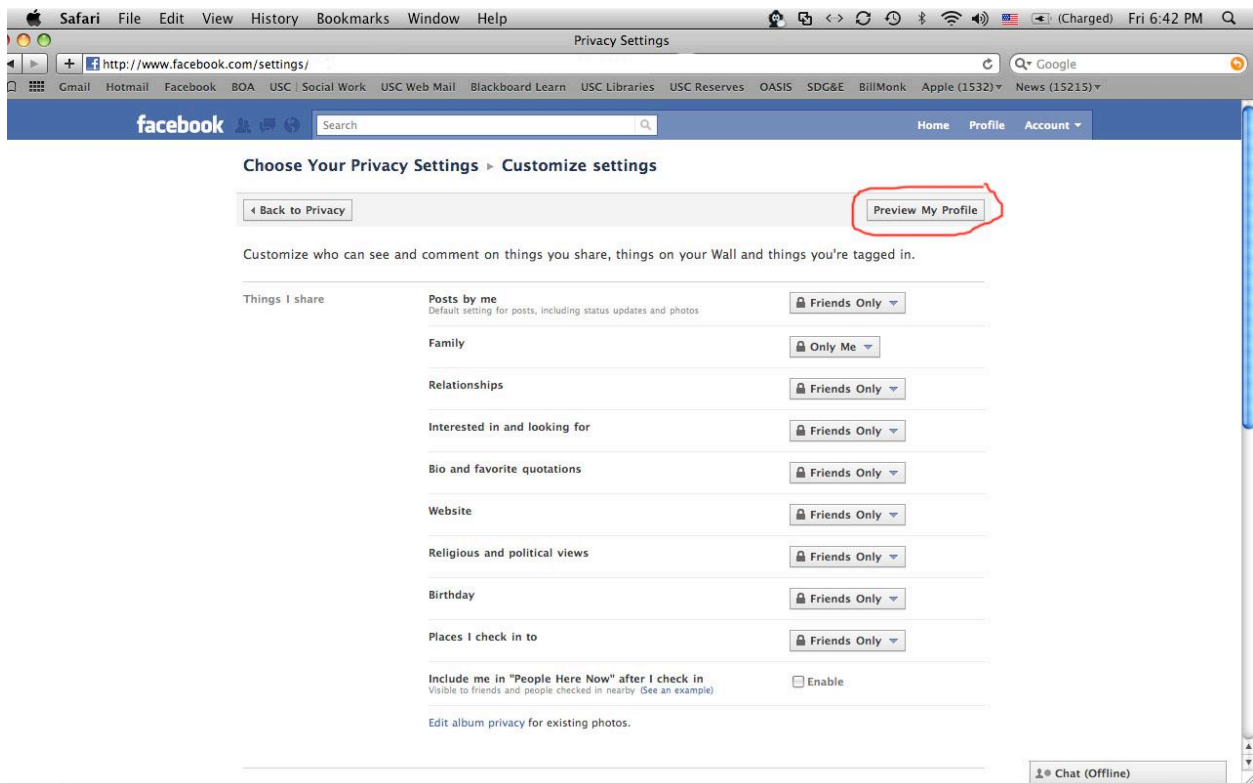 Safari File Edit View History Bookmarks Window Help (Charged) Fri 6:42 PM
Privacy Settings
http://www.facebook.com/settings/ Google
Gmail Hotmail Facebook BOA USC | Social Work USC Web Mail Blackboard Learn USC Libraries USC Reserves OASIS SDG&E BillMonk Apple (1532) News (15215)
facebook Search Home Profile Account
Choose Your Privacy Settings ▸ Customize settings
Back to Privacy Preview My Profile
Customize who can see and comment on things you share, things on your Wall and things you're tagged in.
Things I share Posts by me Friends Only
Default setting for posts, including status updates and photos
Family Only Me
Relationships Friends Only
Interested in and looking for Friends Only
Bio and favorite quotations Friends Only
Website Friends Only
Religious and political views Friends Only
Birthday Friends Only
Places I check in to Friends Only
Include me in "People Here Now" after I check in Enable
Visible to friends and people checked in nearby (See an example)
Edit album privacy for existing photos.
Chat (Offline)